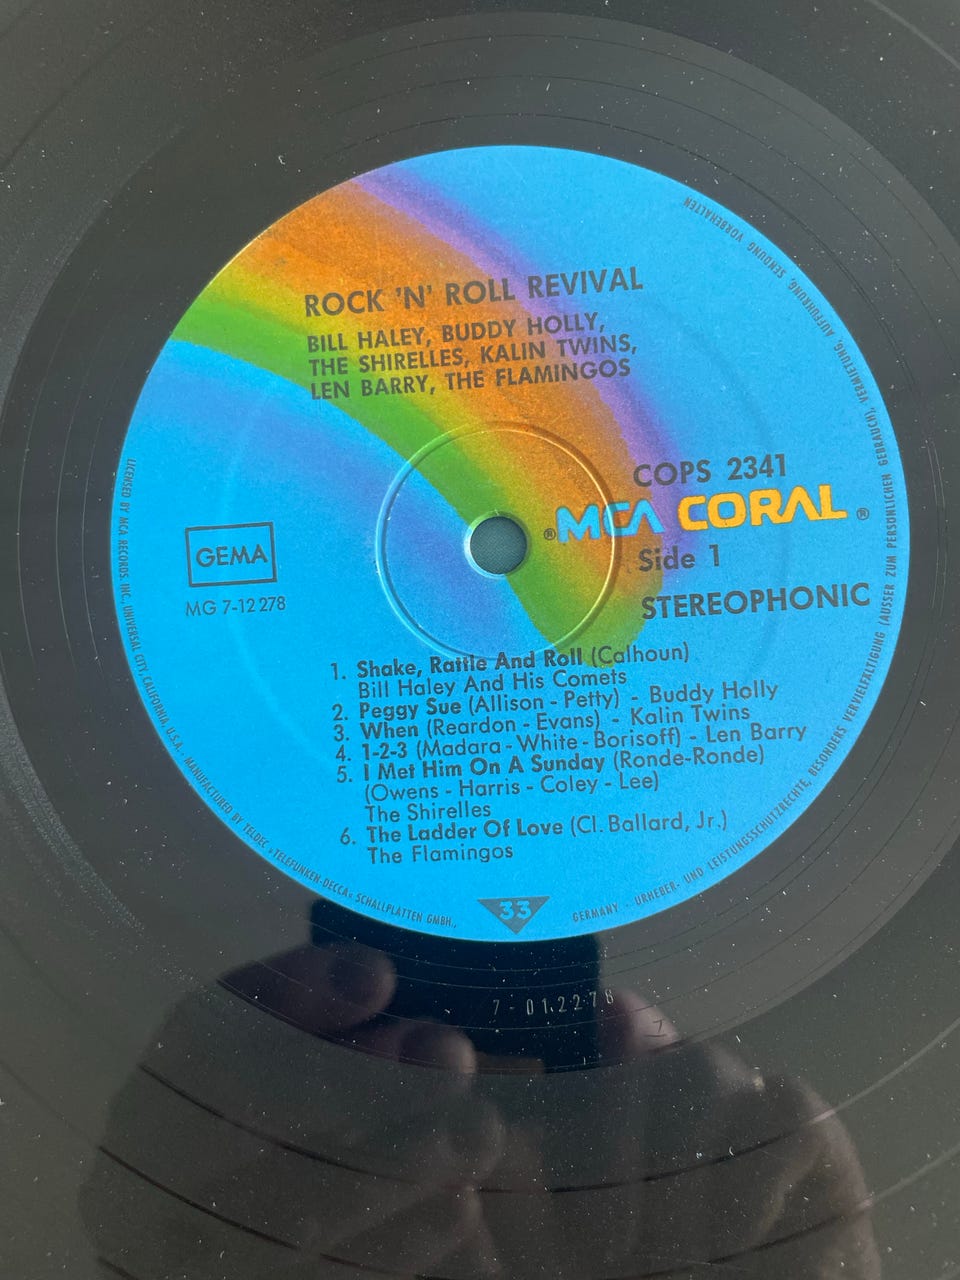 ROCK 'N' ROLL REVIVAL
BILL HALEY, BUDDY HOLLY,
THE SHIRELLES, KALIN TWINS,
LEN BARRY, THE FLAMINGOS
COPS 2341
®MCA CORAL®
Side 1
STEREOPHONIC
GEMA
MG 7-12 278
1. Shake, Rattle And Roll (Calhoun)
Bill Haley And His Comets
2. Peggy Sue (Allison - Petty) - Buddy Holly
3. When (Reardon - Evans) - Kalin Twins
4. 1-2-3 (Madara - White - Borisoff) - Len Barry
5. I Met Him On A Sunday (Ronde-Ronde)
(Owens - Harris - Coley - Lee)
The Shirelles
6. The Ladder Of Love (Cl. Ballard, Jr.)
The Flamingos
33
LICENSED BY MCA RECORDS, INC., UNIVERSAL CITY, CALIFORNIA, U.S.A. · MANUFACTURED BY TELDEC »TELEFUNKEN-DECCA« SCHALLPLATTEN GMBH.,
GERMANY · URHEBER- UND LEISTUNGSSCHUTZRECHTE, BESONDERS VERVIELFÄLTIGUNG (AUSSER ZUM PERSÖNLICHEN GEBRAUCH), VERMIETUNG, AUFFÜHRUNG, SENDUNG VORBEHALTEN
7-01.2278